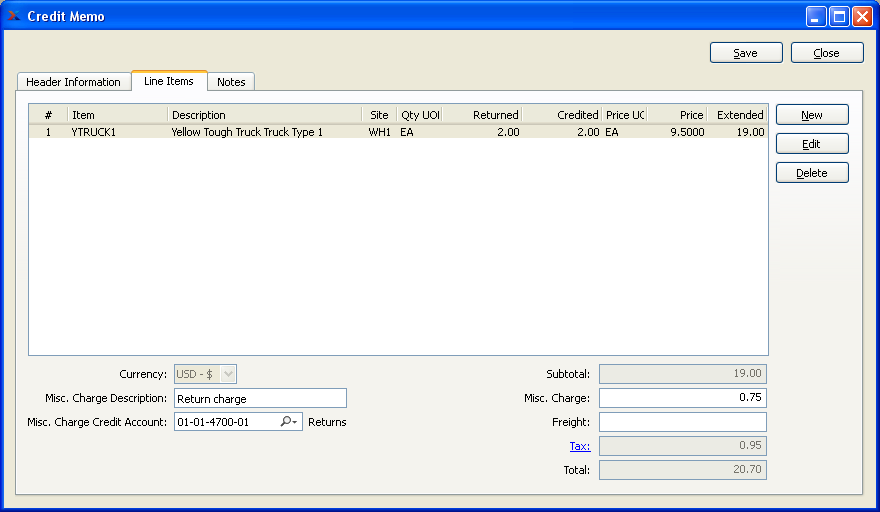 Credit Memo
Save Close
Header Information Line Items Notes
# Item Description Site Qty UOI Returned Credited Price UC Price Extended
1 YTRUCK1 Yellow Tough Truck Truck Type 1 WH1 EA 2.00 2.00 EA 9.5000 19.00
New
Edit
Delete
Currency: USD - $ Subtotal: 19.00
Misc. Charge Description: Return charge Misc. Charge: 0.75
Misc. Charge Credit Account: 01-01-4700-01 Returns Freight:
Tax: 0.95
Total: 20.70